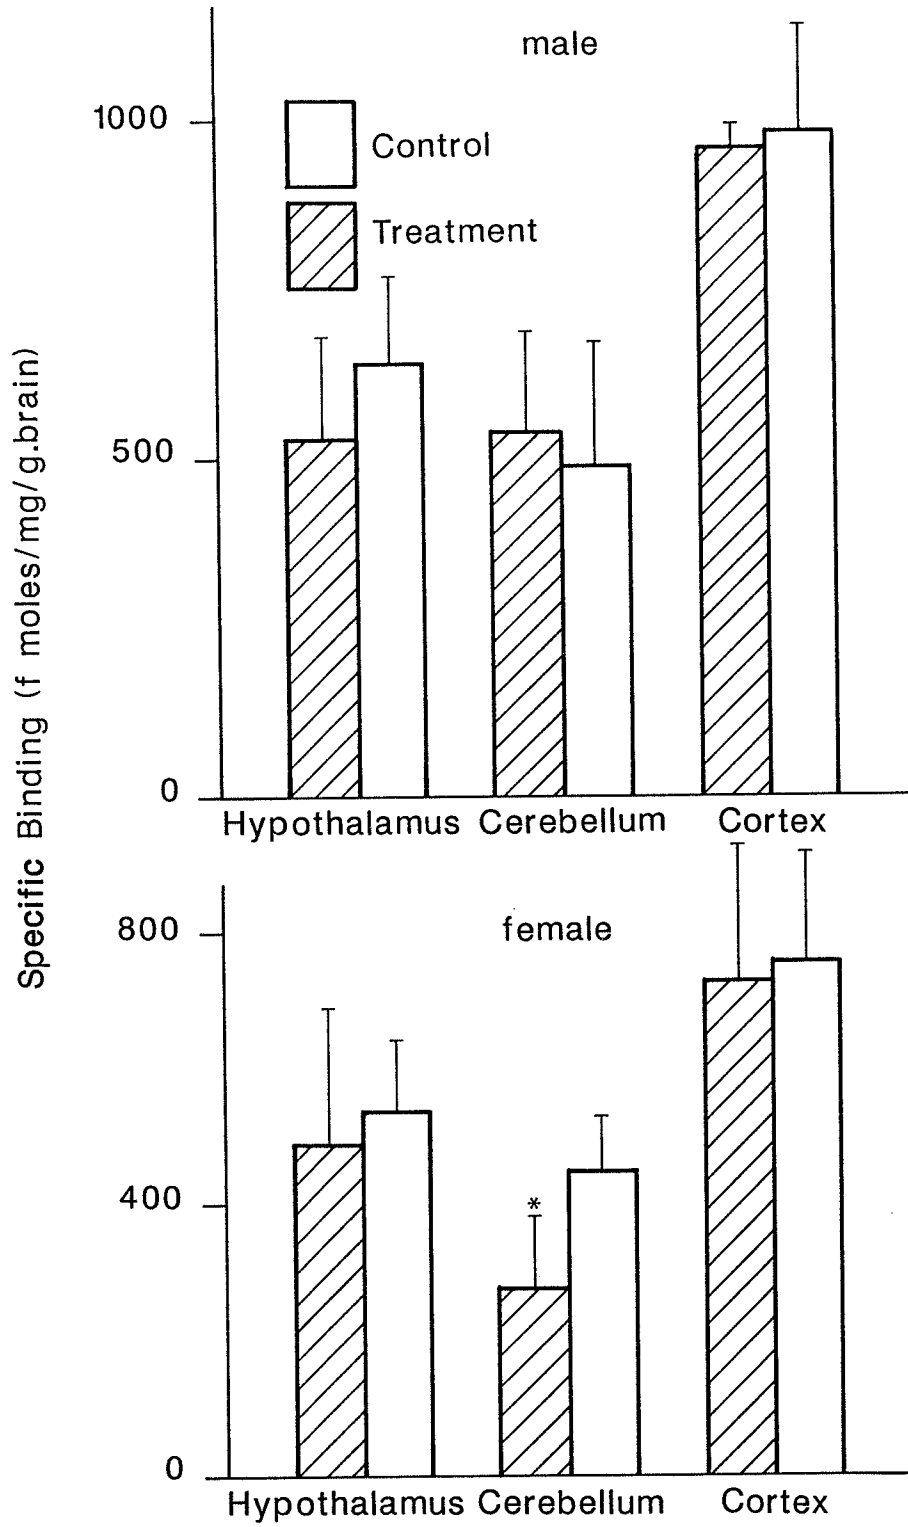 male
1000
Control
Treatment
500
0
Hypothalamus Cerebellum Cortex
Specific Binding (f moles/mg/g.brain)
800
female
400
*
0
Hypothalamus Cerebellum Cortex